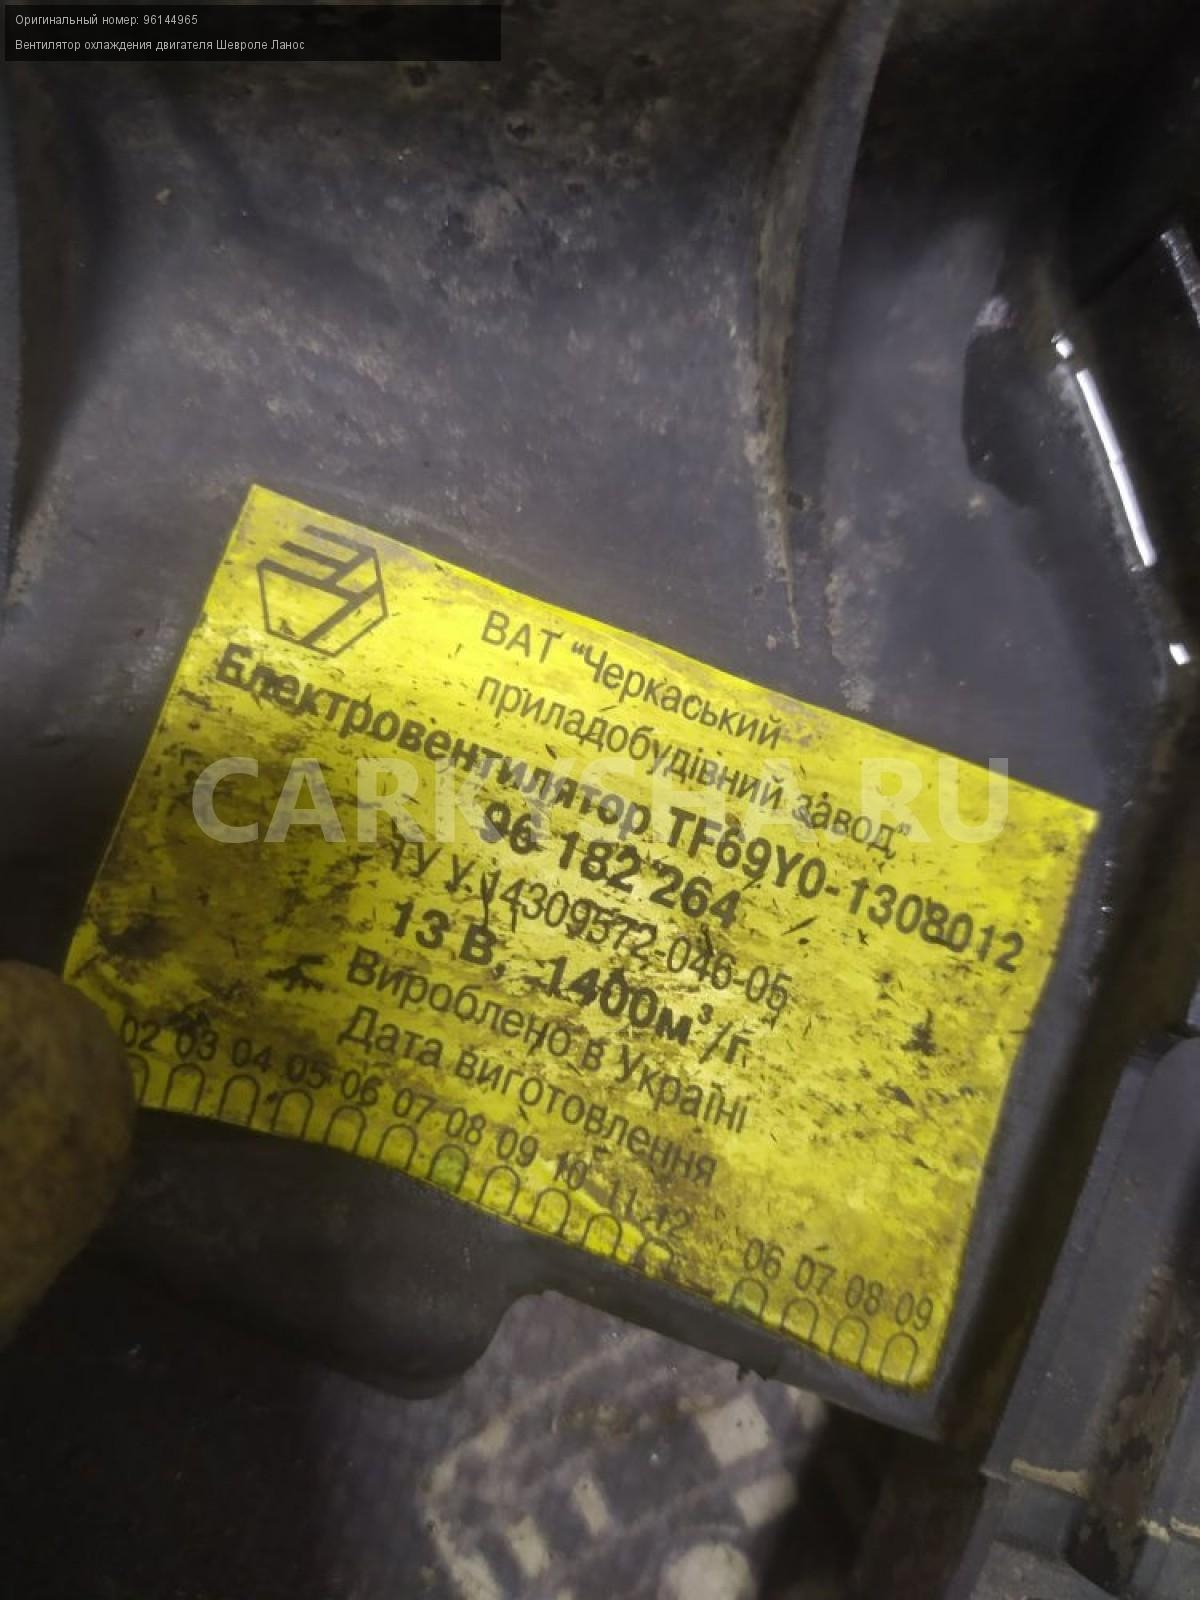 Оригинальный номер: 96144965
Вентилятор охлаждения двигателя Шевроле Ланос
ВАТ "Черкаський
приладобудівний завод"
Електровентилятор TF69Y0-1308012
96 182 264
ТУ У 14309572-046-05
13 В, 1400м³/г.
Вироблено в Україні
Дата виготовлення
02 03 04 05 06 07 08 09 10 11 12 06 07 08 09
CARKYSHA.RU